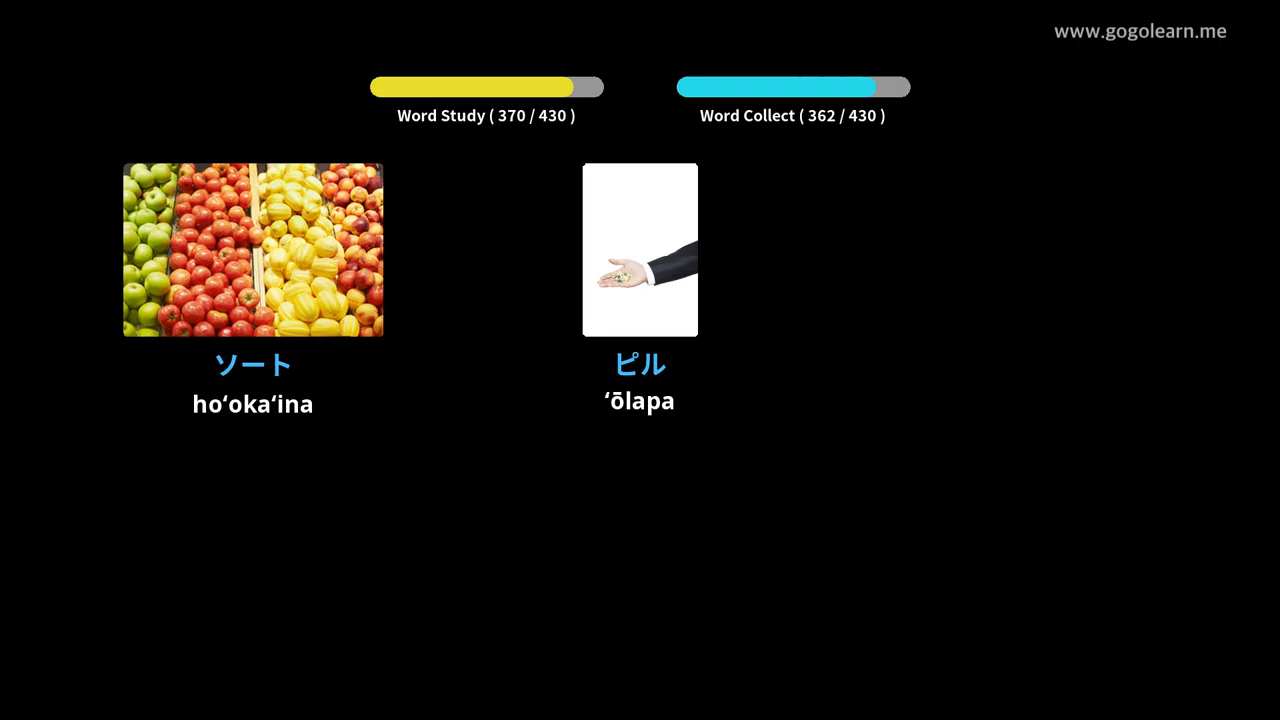 www.gogolearn.me
Word Study ( 370 / 430 )
Word Collect ( 362 / 430 )
ソート
hoʻokaʻina
ピル
ʻōlapa